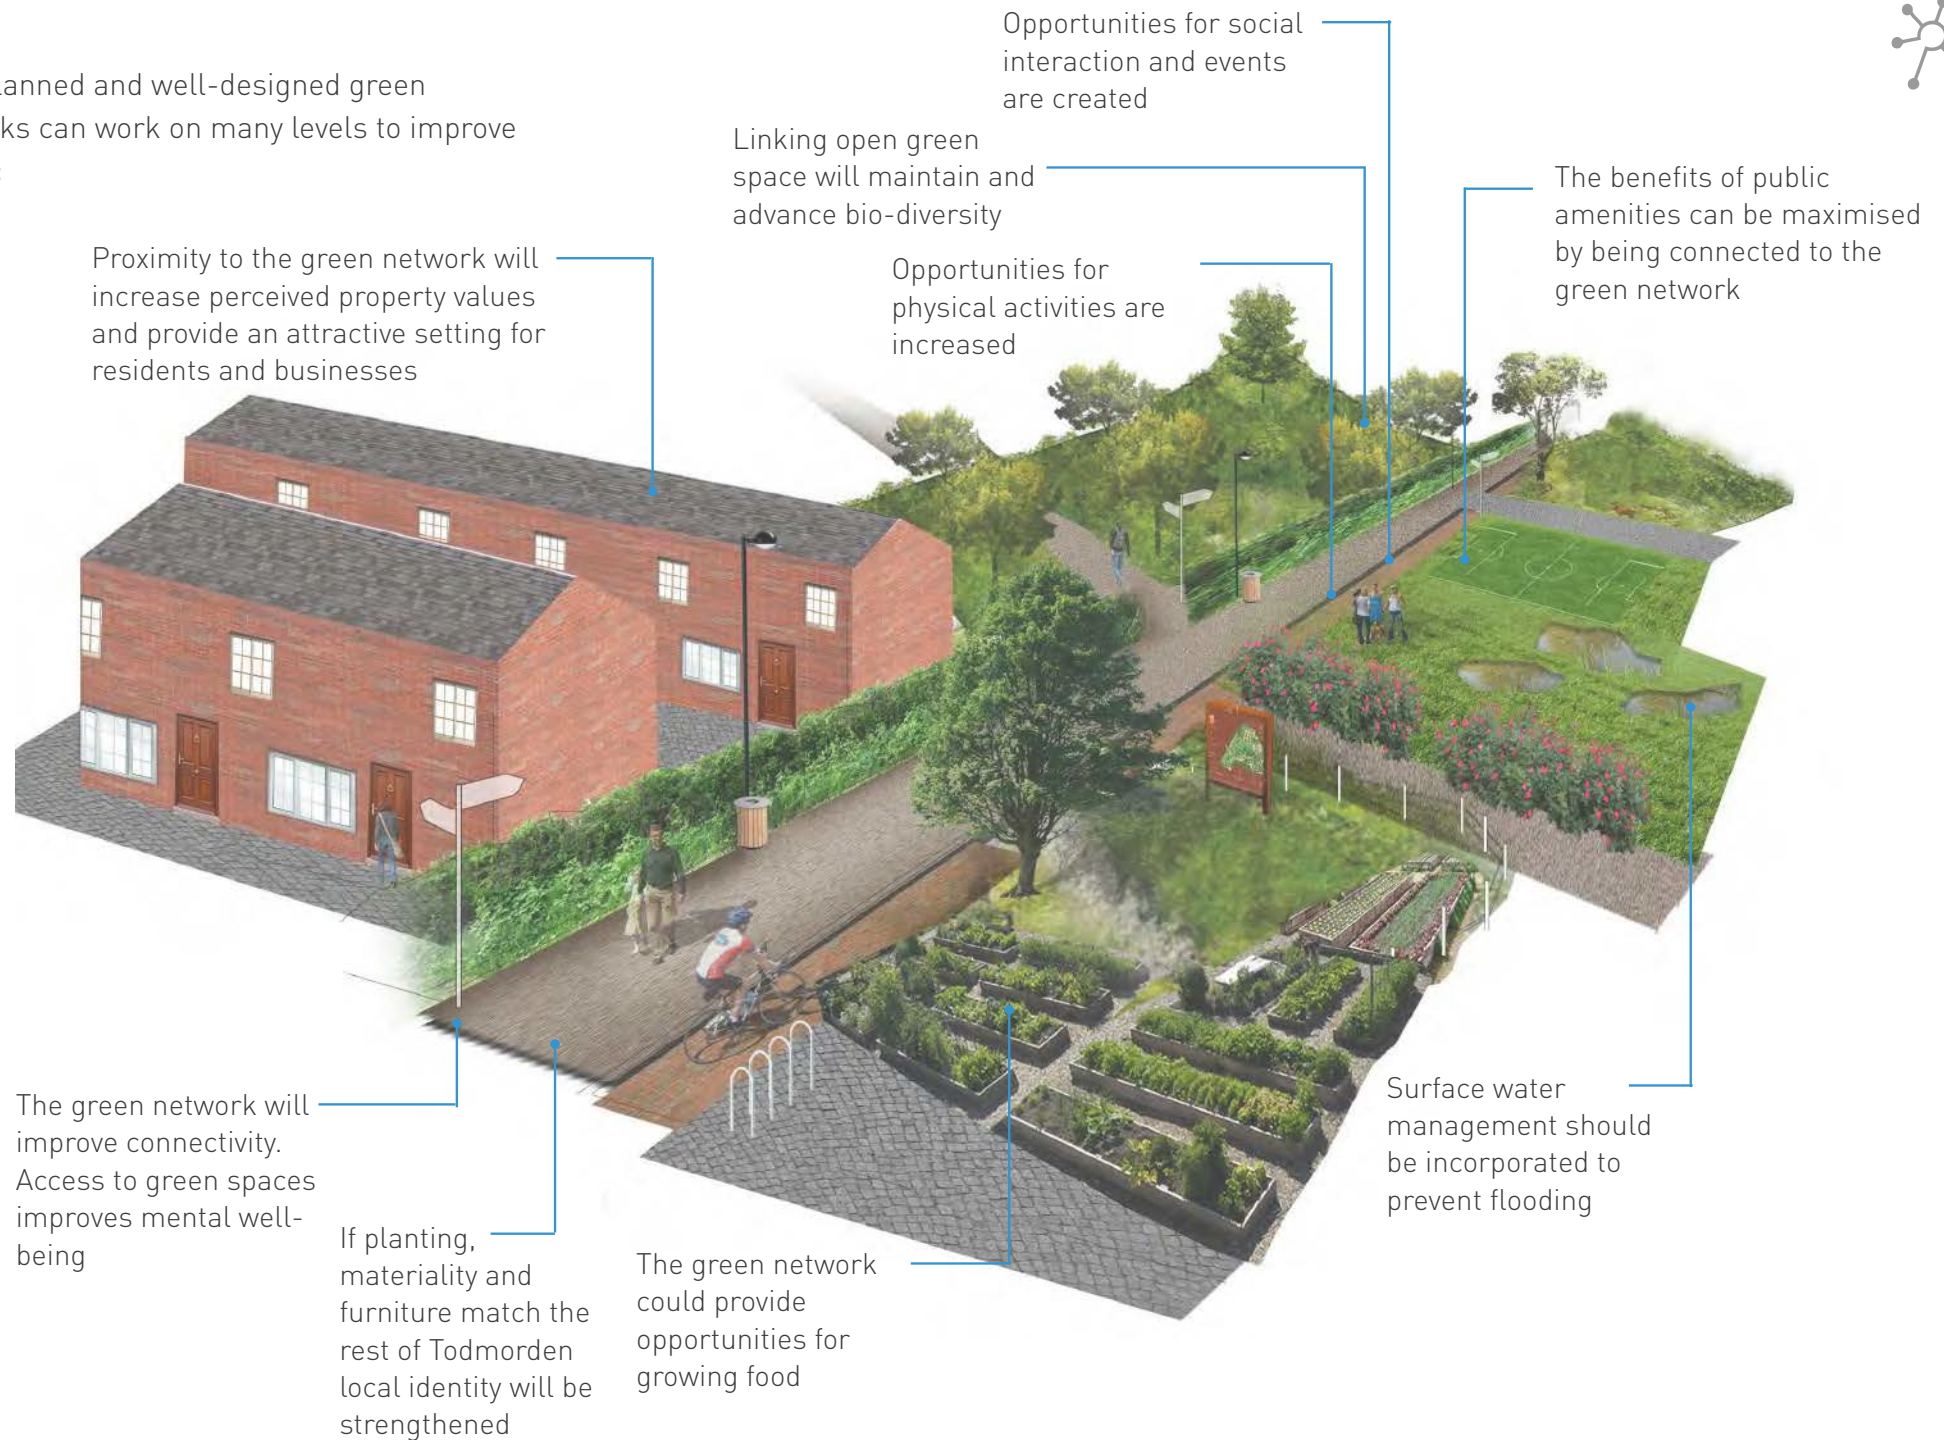 lanned and well-designed green
ks can work on many levels to improve
:
Opportunities for social
interaction and events
are created
Linking open green
space will maintain and
advance bio-diversity
The benefits of public
amenities can be maximised
by being connected to the
green network
Proximity to the green network will
increase perceived property values
and provide an attractive setting for
residents and businesses
Opportunities for
physical activities are
increased
The green network will
improve connectivity.
Access to green spaces
improves mental well-
being
If planting,
materiality and
furniture match the
rest of Todmorden
local identity will be
strengthened
The green network
could provide
opportunities for
growing food
Surface water
management should
be incorporated to
prevent flooding